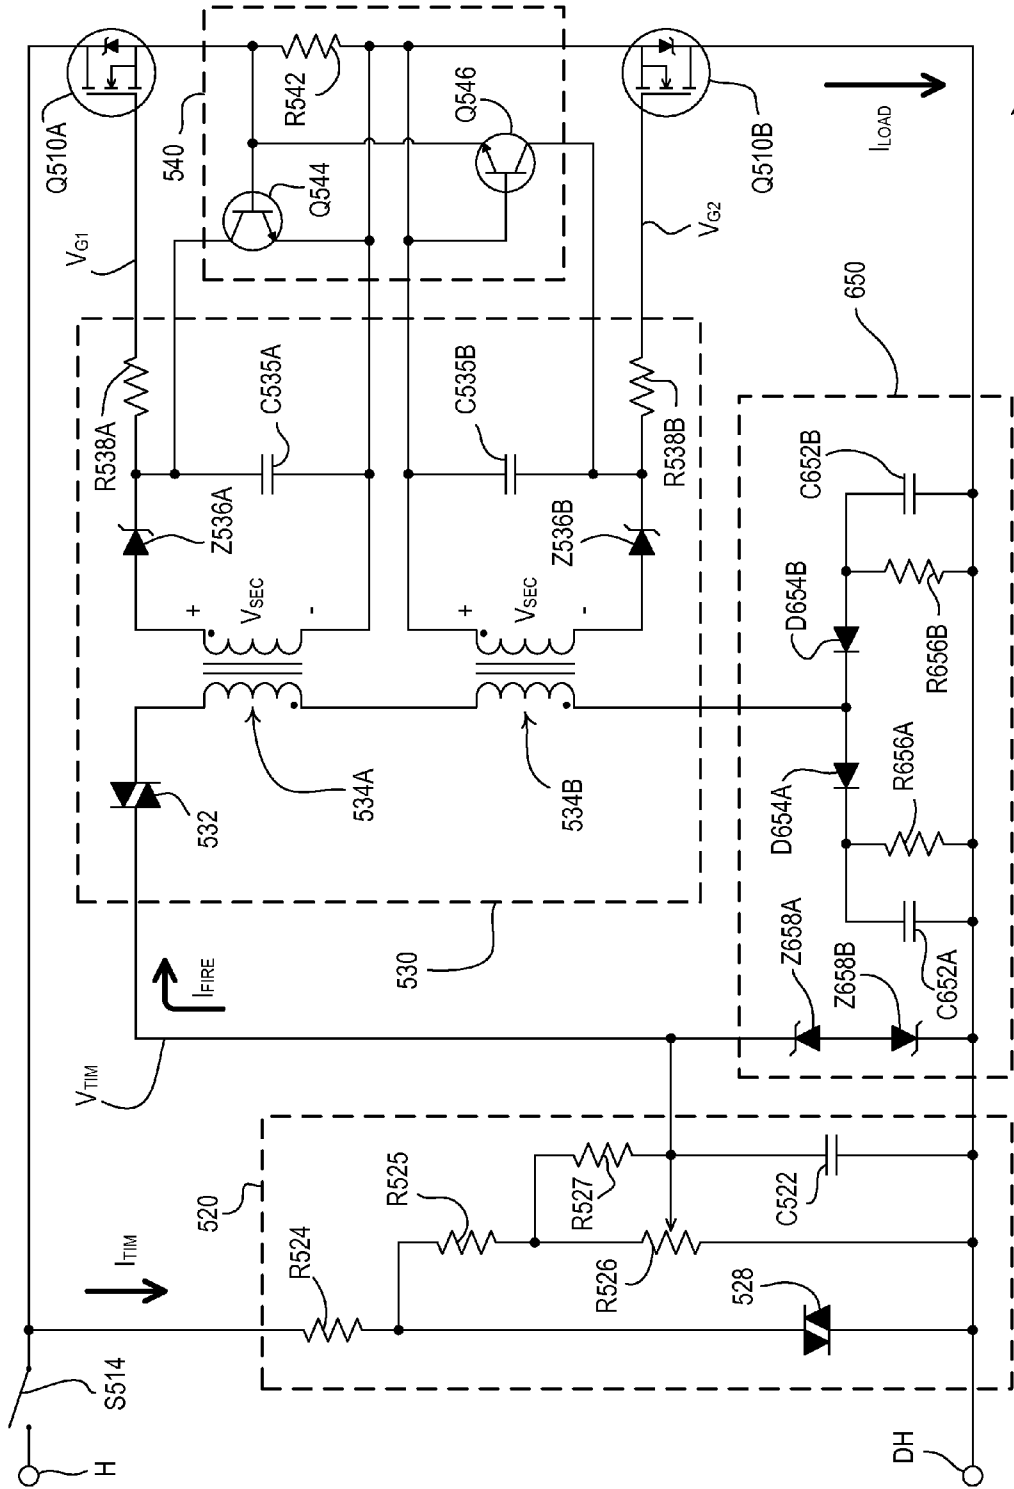 H
S514
ITIM
520
R524
R525
R527
R526
528
C522
DH
VTIM
IFIRE
530
532
534A
534B
VSEC
+
-
VSEC
+
-
Z536A
Z536B
R538A
C535A
C535B
R538B
VG1
VG2
540
Q510A
R542
Q544
Q546
Q510B
ILOAD
650
Z658A
Z658B
C652A
R656A
D654A
D654B
R656B
C652B